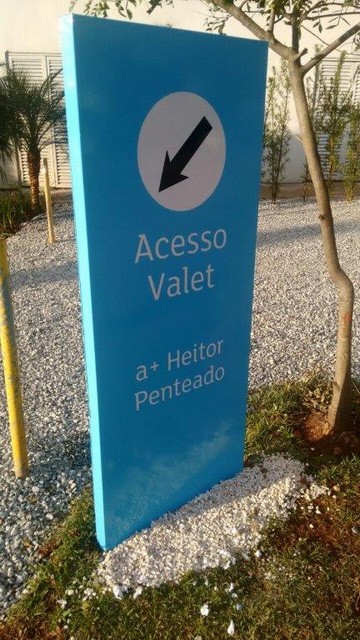 Acesso
Valet
a+ Heitor
Penteado